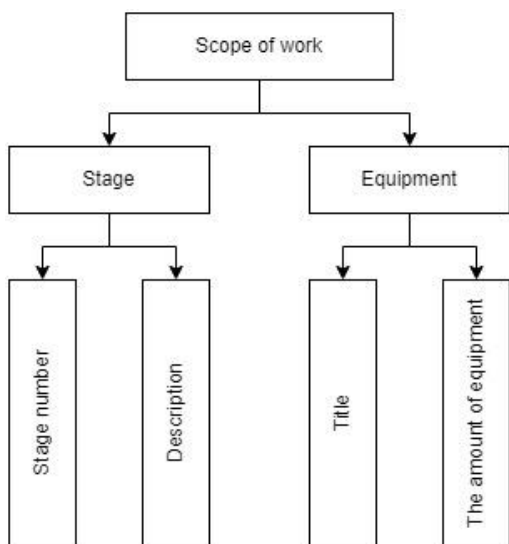 Scope of work
Stage
Equipment
Stage number
Description
Title
The amount of equipment